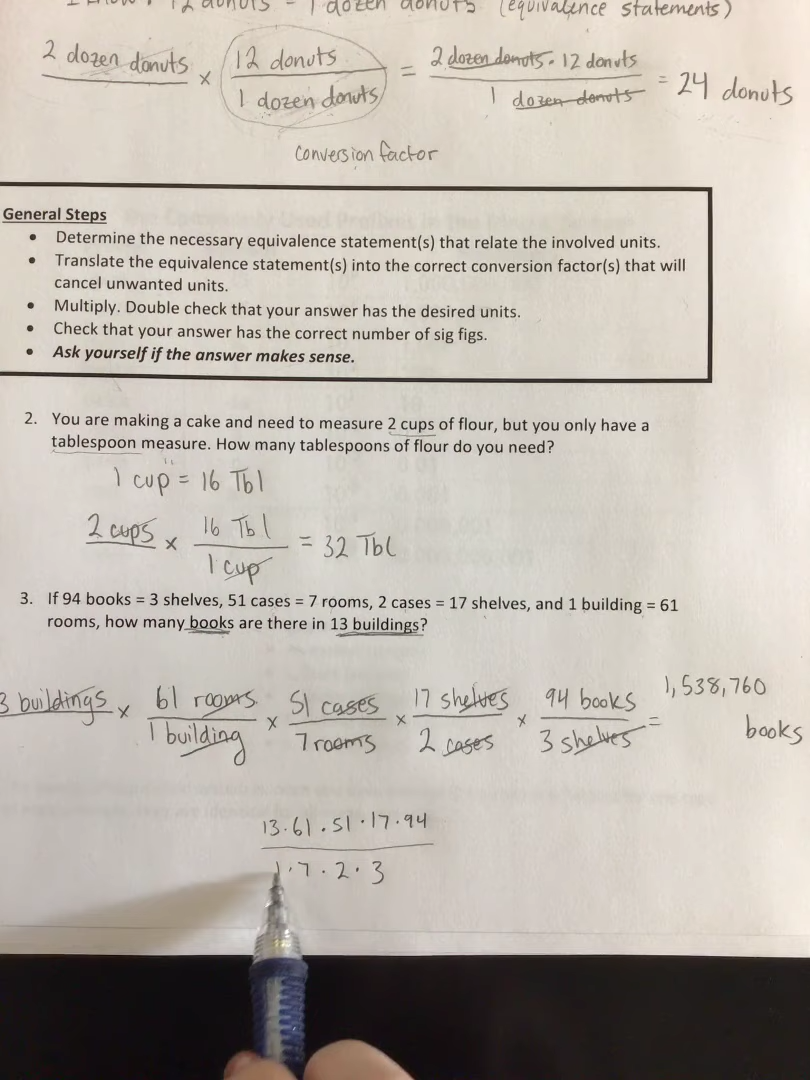 I know: 12 donuts = 1 dozen donuts (equivalence statements)
2 dozen donuts × 12 donuts / 1 dozen donuts = 2 dozen donuts · 12 donuts / 1 dozen donuts = 24 donuts
conversion factor
General Steps
• Determine the necessary equivalence statement(s) that relate the involved units.
• Translate the equivalence statement(s) into the correct conversion factor(s) that will
cancel unwanted units.
• Multiply. Double check that your answer has the desired units.
• Check that your answer has the correct number of sig figs.
• Ask yourself if the answer makes sense.
2. You are making a cake and need to measure 2 cups of flour, but you only have a
tablespoon measure. How many tablespoons of flour do you need?
1 cup = 16 Tbl
2 cups × 16 Tbl / 1 cup = 32 Tbl
3. If 94 books = 3 shelves, 51 cases = 7 rooms, 2 cases = 17 shelves, and 1 building = 61
rooms, how many books are there in 13 buildings?
3 buildings × 61 rooms / 1 building × 51 cases / 7 rooms × 17 shelves / 2 cases × 94 books / 3 shelves = 1,538,760
books
13·61·51·17·94
1·7·2·3